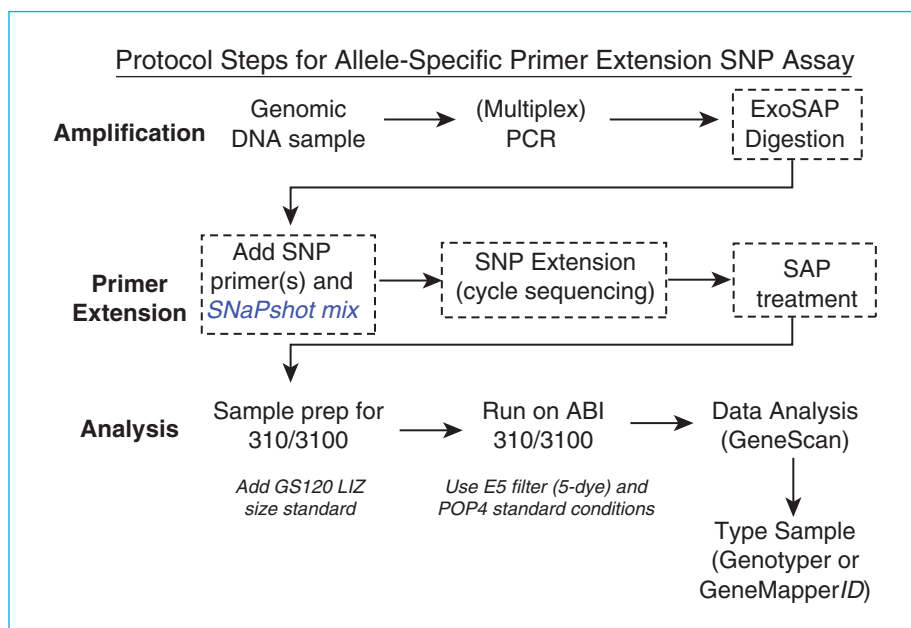 Protocol Steps for Allele-Specific Primer Extension SNP Assay
Amplification
Genomic
DNA sample
(Multiplex)
PCR
ExoSAP
Digestion
Primer
Extension
Add SNP
primer(s) and
SNaPshot mix
SNP Extension
(cycle sequencing)
SAP
treatment
Analysis
Sample prep for
310/3100
Add GS120 LIZ
size standard
Run on ABI
310/3100
Use E5 filter (5-dye) and
POP4 standard conditions
Data Analysis
(GeneScan)
Type Sample
(Genotyper or
GeneMapperID)